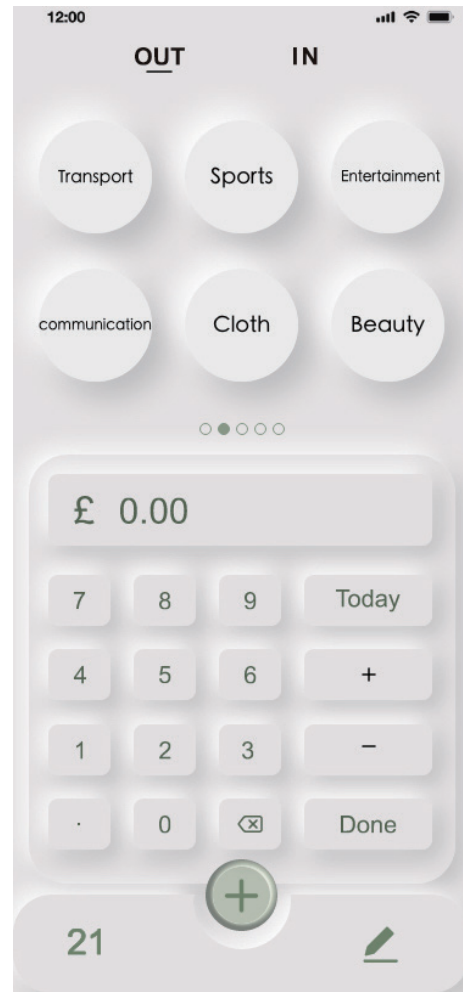 12:00
OUT IN
Transport Sports Entertainment
communication Cloth Beauty
£ 0.00
7 8 9 Today
4 5 6 +
1 2 3 −
. 0 Done
+
21